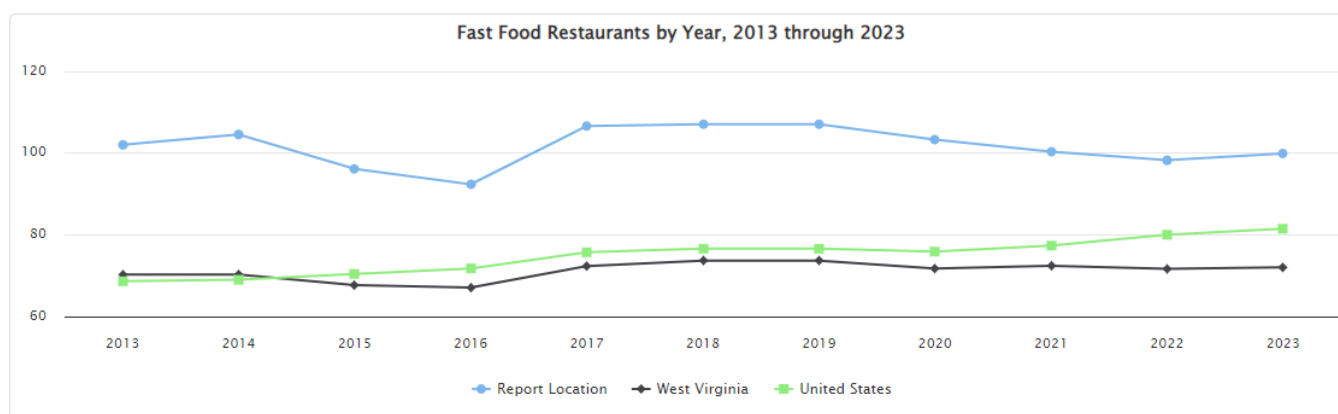 Fast Food Restaurants by Year, 2013 through 2023
120
100
80
60
2013 2014 2015 2016 2017 2018 2019 2020 2021 2022 2023
Report Location West Virginia United States